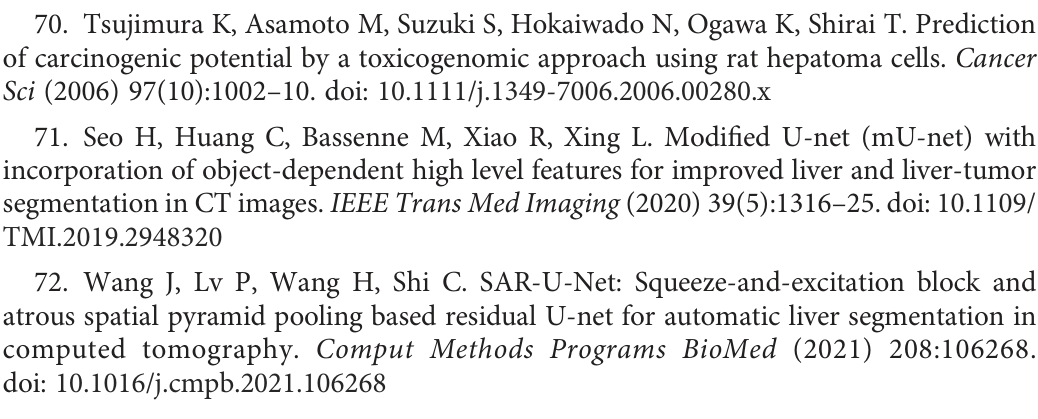 70. Tsujimura K, Asamoto M, Suzuki S, Hokaiwado N, Ogawa K, Shirai T. Prediction
of carcinogenic potential by a toxicogenomic approach using rat hepatoma cells. Cancer
Sci (2006) 97(10):1002–10. doi: 10.1111/j.1349-7006.2006.00280.x
71. Seo H, Huang C, Bassenne M, Xiao R, Xing L. Modified U-net (mU-net) with
incorporation of object-dependent high level features for improved liver and liver-tumor
segmentation in CT images. IEEE Trans Med Imaging (2020) 39(5):1316–25. doi: 10.1109/
TMI.2019.2948320
72. Wang J, Lv P, Wang H, Shi C. SAR-U-Net: Squeeze-and-excitation block and
atrous spatial pyramid pooling based residual U-net for automatic liver segmentation in
computed tomography. Comput Methods Programs BioMed (2021) 208:106268.
doi: 10.1016/j.cmpb.2021.106268